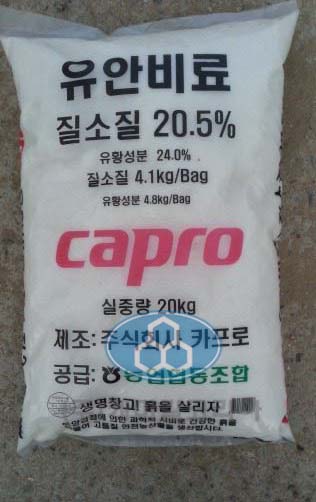 유안비료
질소질 20.5%
유황성분 24.0%
질소질 4.1kg/Bag
유황성분 4.8kg/Bag
capro
실중량 20kg
제조: 주식회사 카프로
공급: 농업협동조합
생명창고! 흙을 살리자